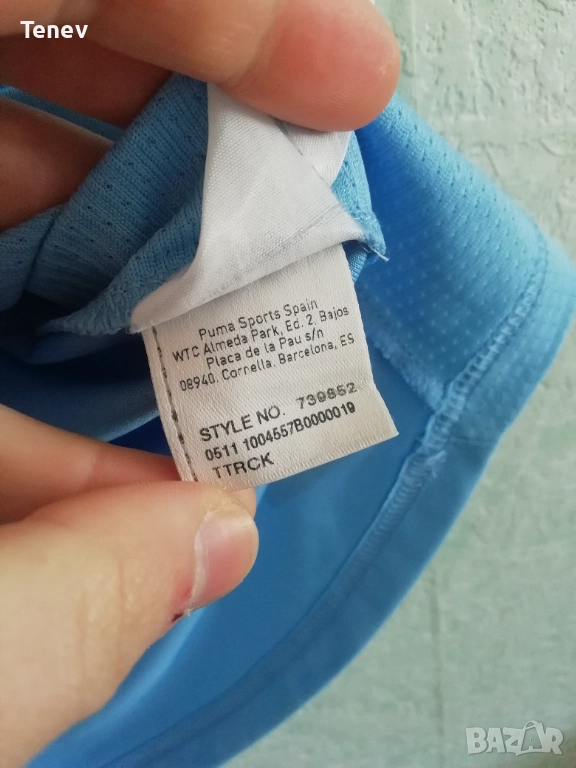 Tenev
Puma Sports Spain
WTC Almeda Park, Ed. 2. Bajos
Placa de la Pau s/n
08940, Cornella, Barcelona, ES
STYLE NO. 739852
0511 1004557B0000019
TTRCK
BAZAR